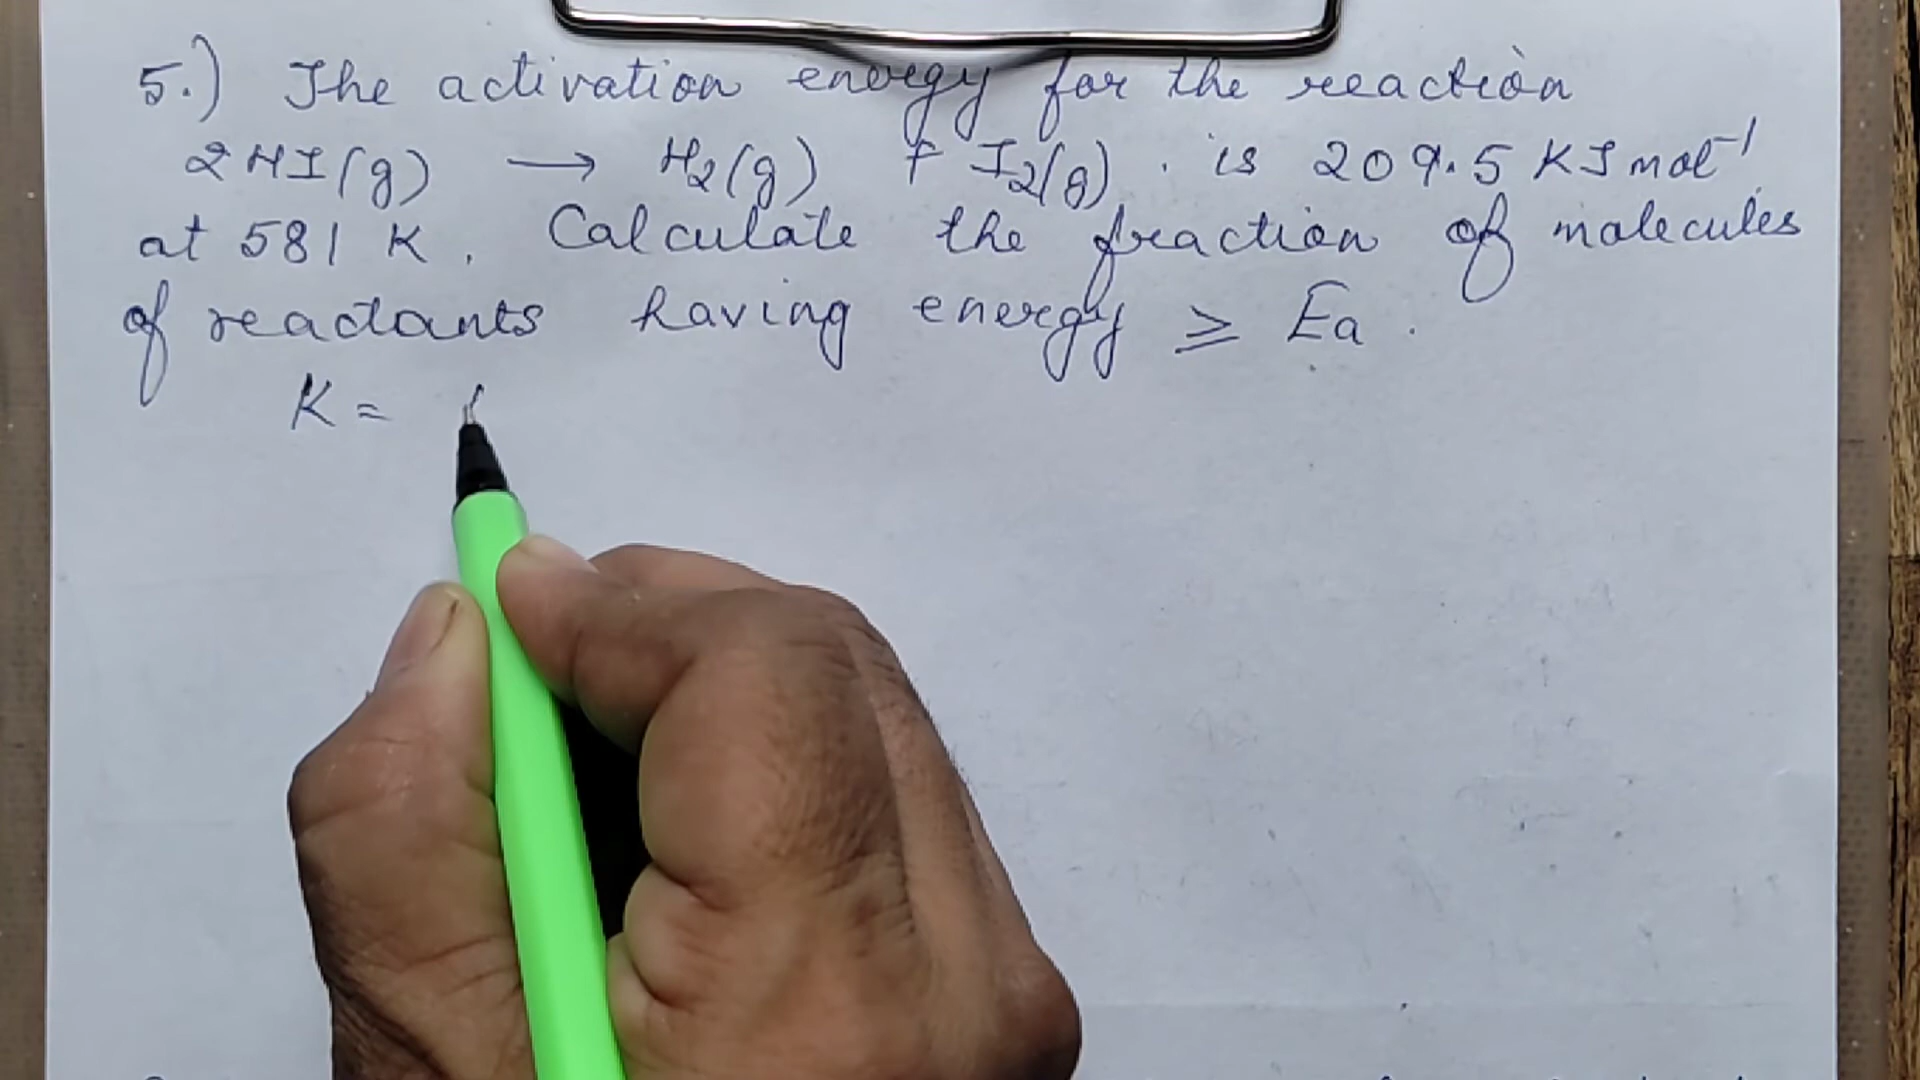 5.) The activation energy for the reaction
2HI(g) → H2(g) + I2(g) . is 209.5 KJ mol⁻¹
at 581 K. Calculate the fraction of molecules
of reactants having energy ≥ Ea .
K =